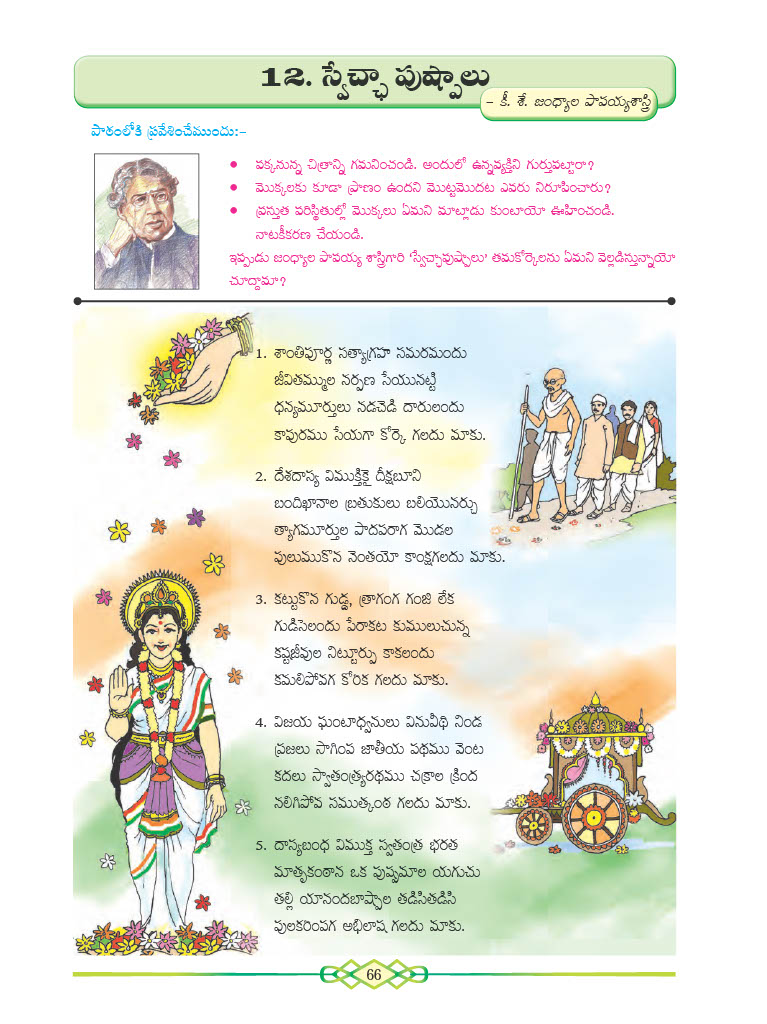 12. స్వేచ్ఛా పుష్పాలు
- కీ. శే. జంధ్యాల పాపయ్యశాస్త్రి
పాఠంలోకి ప్రవేశించేముందు:-
• పక్కనున్న చిత్రాన్ని గమనించండి. అందులో ఉన్నవ్యక్తిని గుర్తుపట్టారా?
• మొక్కలకు కూడా ప్రాణం ఉందని మొట్టమొదట ఎవరు నిరూపించారు?
• ప్రస్తుత పరిస్థితుల్లో మొక్కలు ఏమని మాట్లాడు కుంటాయో ఊహించండి.
నాటకీకరణ చేయండి.
ఇప్పుడు జంధ్యాల పాపయ్య శాస్త్రిగారి 'స్వేచ్ఛాపుష్పాలు' తమకోర్కెలను ఏమని వెల్లడిస్తున్నాయో
చూద్దామా?
1. శాంతిపూర్ణ సత్యాగ్రహ సమరమందు
జీవితమ్ముల నర్పణ సేయునట్టి
ధన్యమూర్తులు నడచెడి దారులందు
కాపురము సేయగా కోర్కె గలదు మాకు.
2. దేశదాస్య విముక్తికై దీక్షబూని
బందిఖానాల బ్రతుకులు బలియొనర్చు
త్యాగమూర్తుల పాదపరాగ మొడల
పులుముకొన నెంతయో కాంక్షగలదు మాకు.
3. కట్టుకొన గుడ్డ, త్రాగంగ గంజి లేక
గుడిసెలందు పేరాకట కుములుచున్న
కష్టజీవుల నిట్టూర్పు కాకలందు
కమలిపోవగ కోరిక గలదు మాకు.
4. విజయ ఘంటాధ్వనులు వినువీథి నిండ
ప్రజలు సాగింప జాతీయ పథము వెంట
కదలు స్వాతంత్ర్యరథము చక్రాల క్రింద
నలిగిపోవ సముత్కంఠ గలదు మాకు.
5. దాస్యబంధ విముక్త స్వతంత్ర భరత
మాతృకంఠాన ఒక పుష్పమాల యగుచు
తల్లి యానందబాష్పాల తడిసితడిసి
పులకరింపగ అభిలాష గలదు మాకు.
66